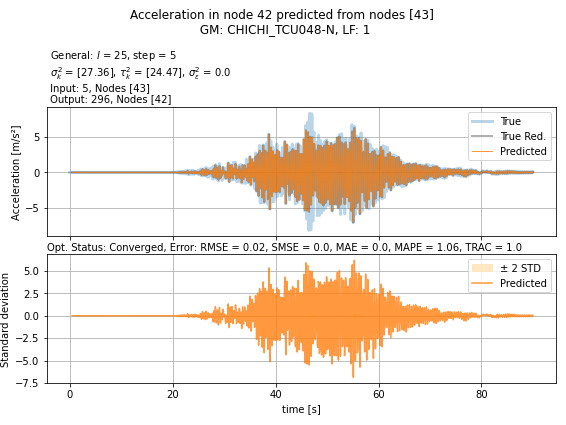 Acceleration in node 42 predicted from nodes [43]
GM: CHICHI_TCU048-N, LF: 1
General: l = 25, step = 5
σ²ₖ = [27.36], τ²ₖ = [24.47], σ²ε = 0.0
Input: 5, Nodes [43]
Output: 296, Nodes [42]
Acceleration [m/s²]
5
0
−5
True
True Red.
Predicted
Opt. Status: Converged, Error: RMSE = 0.02, SMSE = 0.0, MAE = 0.0, MAPE = 1.06, TRAC = 1.0
Standard deviation
5.0
2.5
0.0
−2.5
−5.0
−7.5
± 2 STD
Predicted
0 20 40 60 80
time [s]